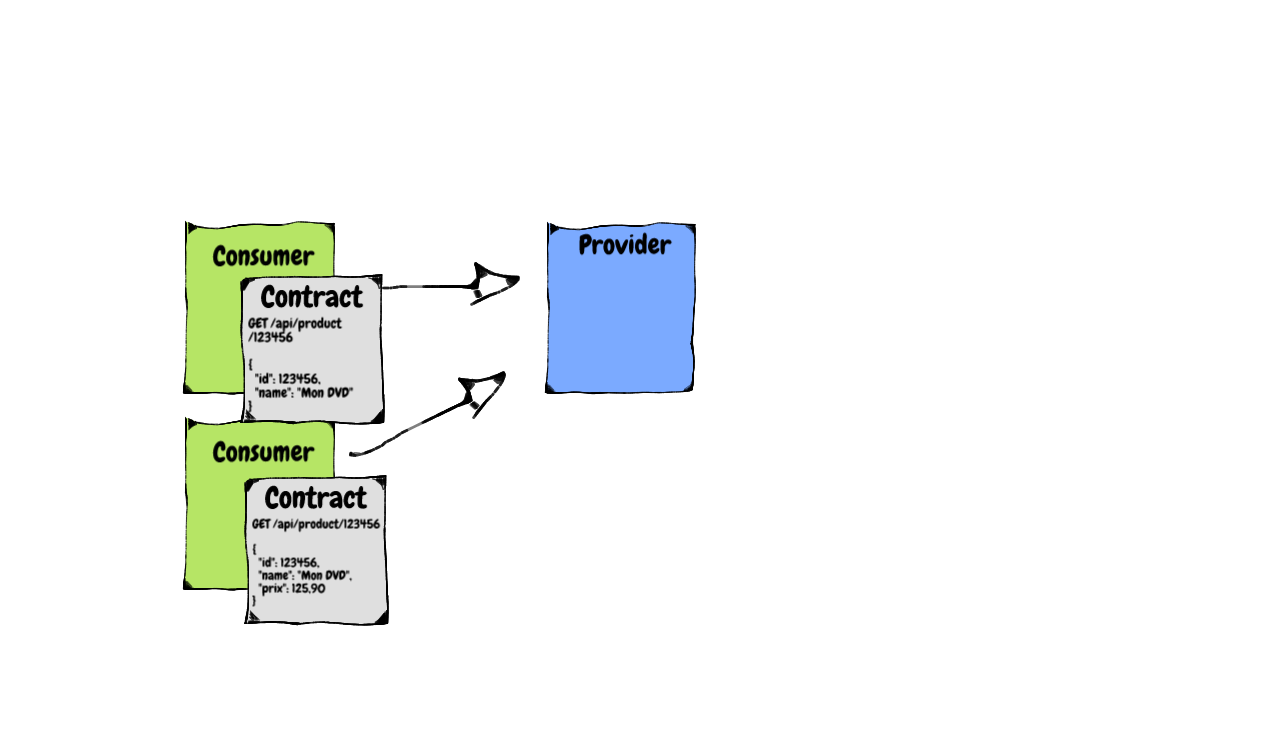 Consumer
Contract
GET /api/product
/123456
{
"id": 123456,
"name": "Mon DVD"
}
Provider
Consumer
Contract
GET /api/product/123456
{
"id": 123456,
"name": "Mon DVD",
"prix": 125,90
}